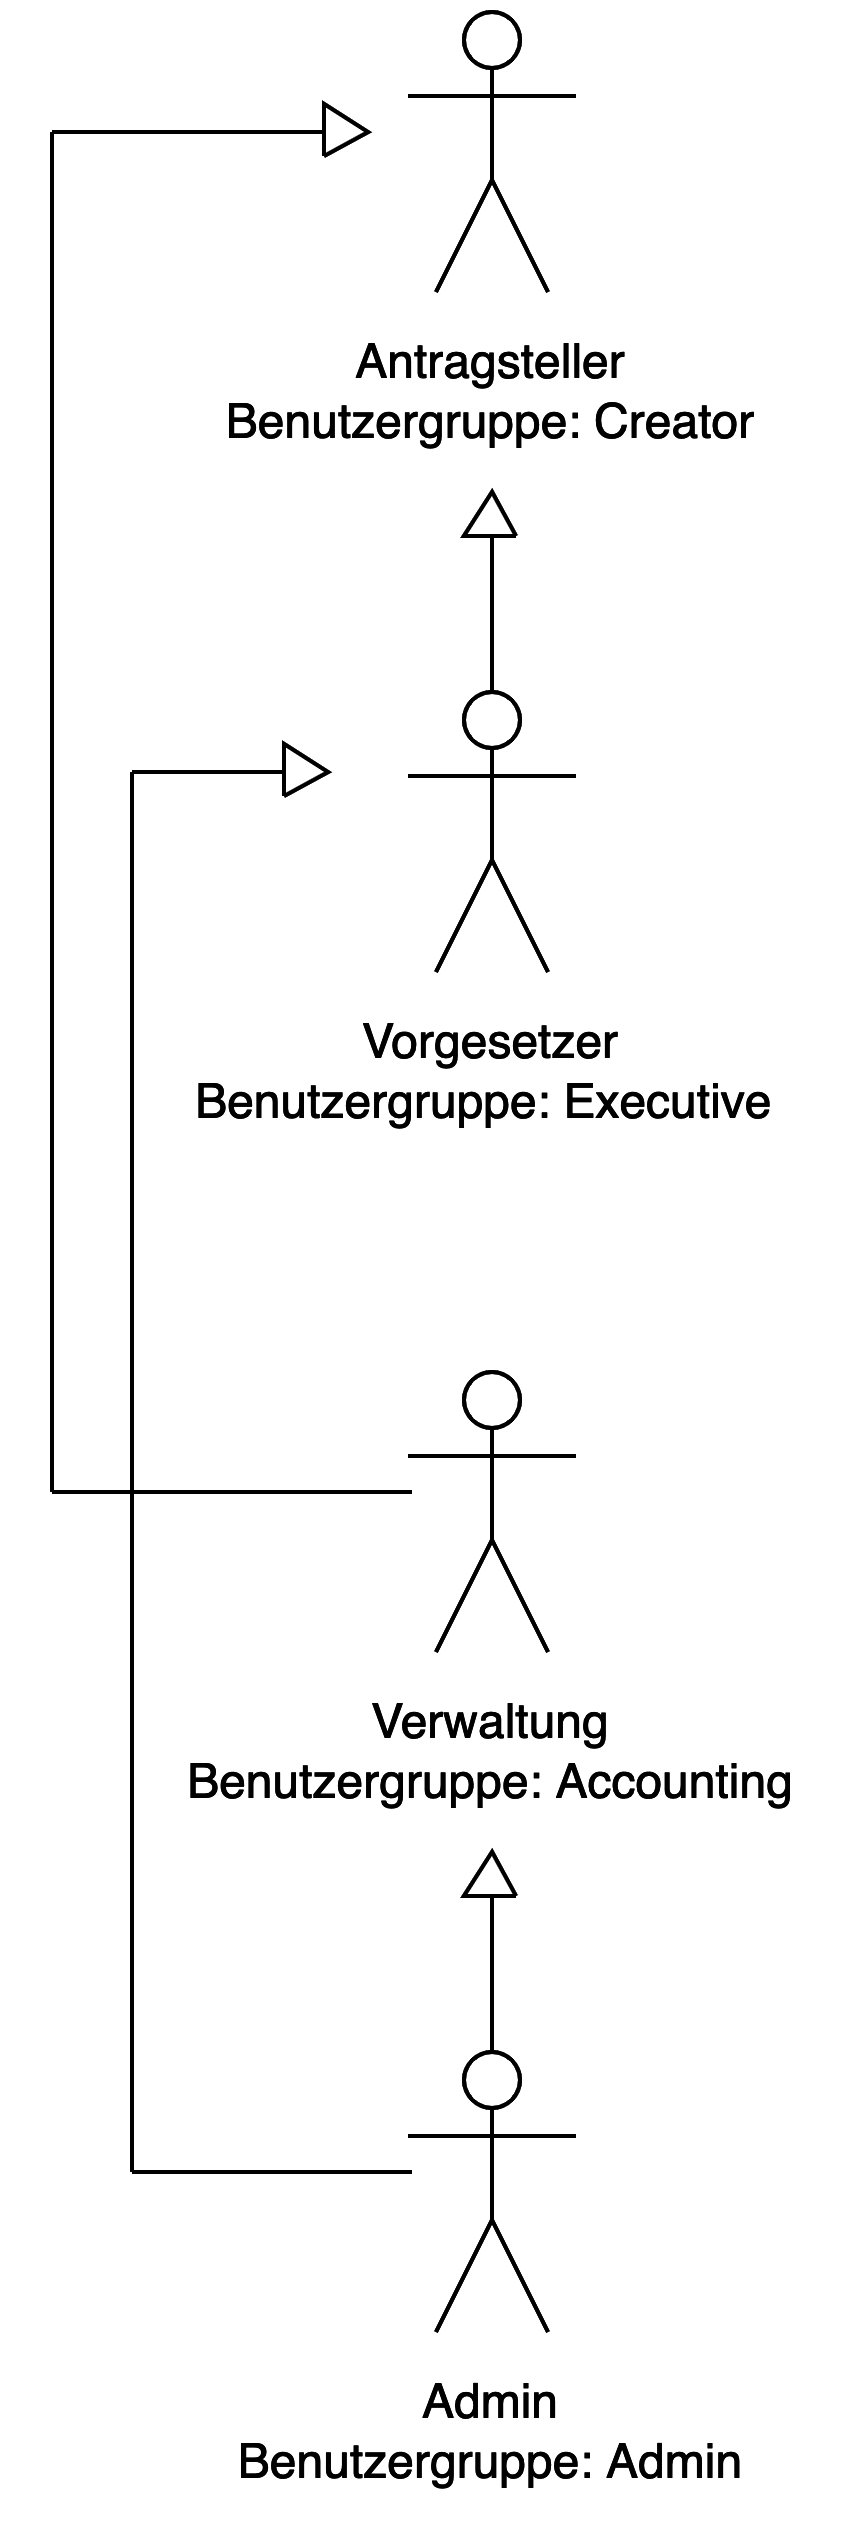 Antragsteller
Benutzergruppe: Creator
Vorgesetzer
Benutzergruppe: Executive
Verwaltung
Benutzergruppe: Accounting
Admin
Benutzergruppe: Admin